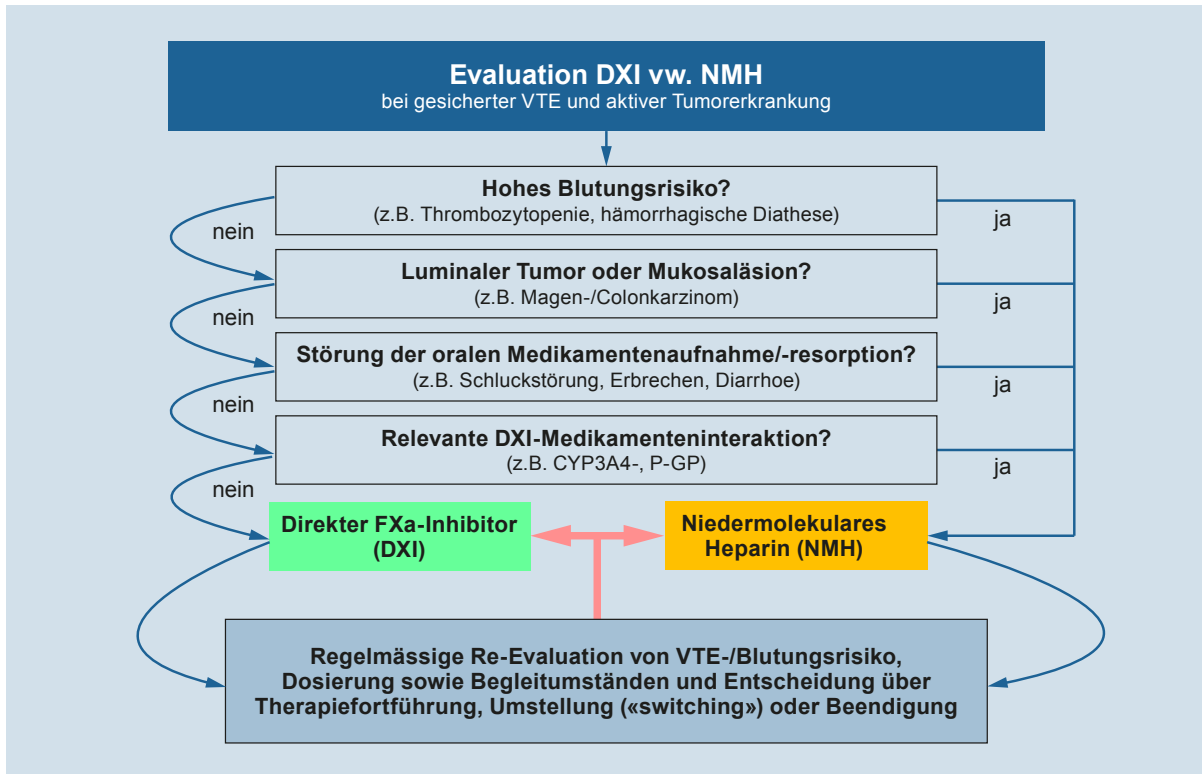 Evaluation DXI vw. NMH
bei gesicherter VTE und aktiver Tumorerkrankung
Hohes Blutungsrisiko?
(z.B. Thrombozytopenie, hämorrhagische Diathese)
nein
ja
Luminaler Tumor oder Mukosaläsion?
(z.B. Magen-/Colonkarzinom)
nein
ja
Störung der oralen Medikamentenaufnahme/-resorption?
(z.B. Schluckstörung, Erbrechen, Diarrhoe)
nein
ja
Relevante DXI-Medikamenteninteraktion?
(z.B. CYP3A4-, P-GP)
nein
ja
Direkter FXa-Inhibitor
(DXI)
Niedermolekulares
Heparin (NMH)
Regelmässige Re-Evaluation von VTE-/Blutungsrisiko,
Dosierung sowie Begleitumständen und Entscheidung über
Therapiefortführung, Umstellung («switching») oder Beendigung